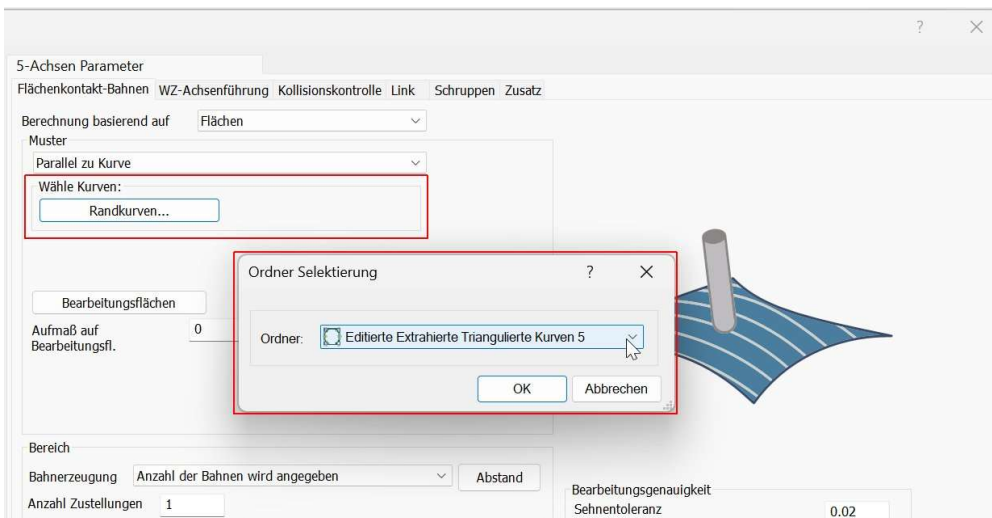 5-Achsen Parameter
Flächenkontakt-Bahnen WZ-Achsenführung Kollisionskontrolle Link Schruppen Zusatz
Berechnung basierend auf Flächen
Muster
Parallel zu Kurve
Wähle Kurven:
Randkurven...
Ordner Selektierung ?
Ordner: Editierte Extrahierte Triangulierte Kurven 5
OK Abbrechen
Bearbeitungsflächen
Aufmaß auf 0
Bearbeitungsfl.
Bereich
Bahnerzeugung Anzahl der Bahnen wird angegeben Abstand
Anzahl Zustellungen 1
Bearbeitungsgenauigkeit
Sehnentoleranz 0.02